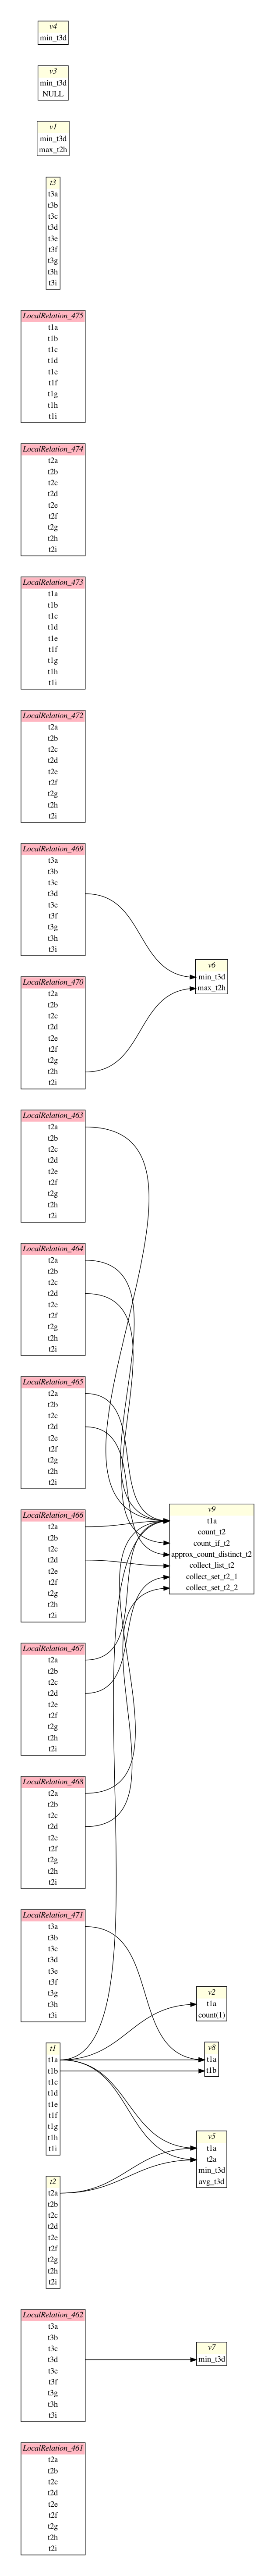 v4
min_t3d
v3
min_t3d
NULL
v1
min_t3d
max_t2h
t3
t3a
t3b
t3c
t3d
t3e
t3f
t3g
t3h
t3i
LocalRelation_475
t1a
t1b
t1c
t1d
t1e
t1f
t1g
t1h
t1i
LocalRelation_474
t2a
t2b
t2c
t2d
t2e
t2f
t2g
t2h
t2i
LocalRelation_473
t1a
t1b
t1c
t1d
t1e
t1f
t1g
t1h
t1i
LocalRelation_472
t2a
t2b
t2c
t2d
t2e
t2f
t2g
t2h
t2i
LocalRelation_469
t3a
t3b
t3c
t3d
t3e
t3f
t3g
t3h
t3i
v6
min_t3d
max_t2h
LocalRelation_470
t2a
t2b
t2c
t2d
t2e
t2f
t2g
t2h
t2i
LocalRelation_463
t2a
t2b
t2c
t2d
t2e
t2f
t2g
t2h
t2i
LocalRelation_464
t2a
t2b
t2c
t2d
t2e
t2f
t2g
t2h
t2i
LocalRelation_465
t2a
t2b
t2c
t2d
t2e
t2f
t2g
t2h
t2i
v9
t1a
count_t2
count_if_t2
approx_count_distinct_t2
collect_list_t2
collect_set_t2_1
collect_set_t2_2
LocalRelation_466
t2a
t2b
t2c
t2d
t2e
t2f
t2g
t2h
t2i
LocalRelation_467
t2a
t2b
t2c
t2d
t2e
t2f
t2g
t2h
t2i
LocalRelation_468
t2a
t2b
t2c
t2d
t2e
t2f
t2g
t2h
t2i
LocalRelation_471
t3a
t3b
t3c
t3d
t3e
t3f
t3g
t3h
t3i
v2
t1a
count(1)
t1
t1a
t1b
t1c
t1d
t1e
t1f
t1g
t1h
t1i
v8
t1a
t1b
v5
t1a
t2a
min_t3d
avg_t3d
t2
t2a
t2b
t2c
t2d
t2e
t2f
t2g
t2h
t2i
LocalRelation_462
t3a
t3b
t3c
t3d
t3e
t3f
t3g
t3h
t3i
v7
min_t3d
LocalRelation_461
t2a
t2b
t2c
t2d
t2e
t2f
t2g
t2h
t2i